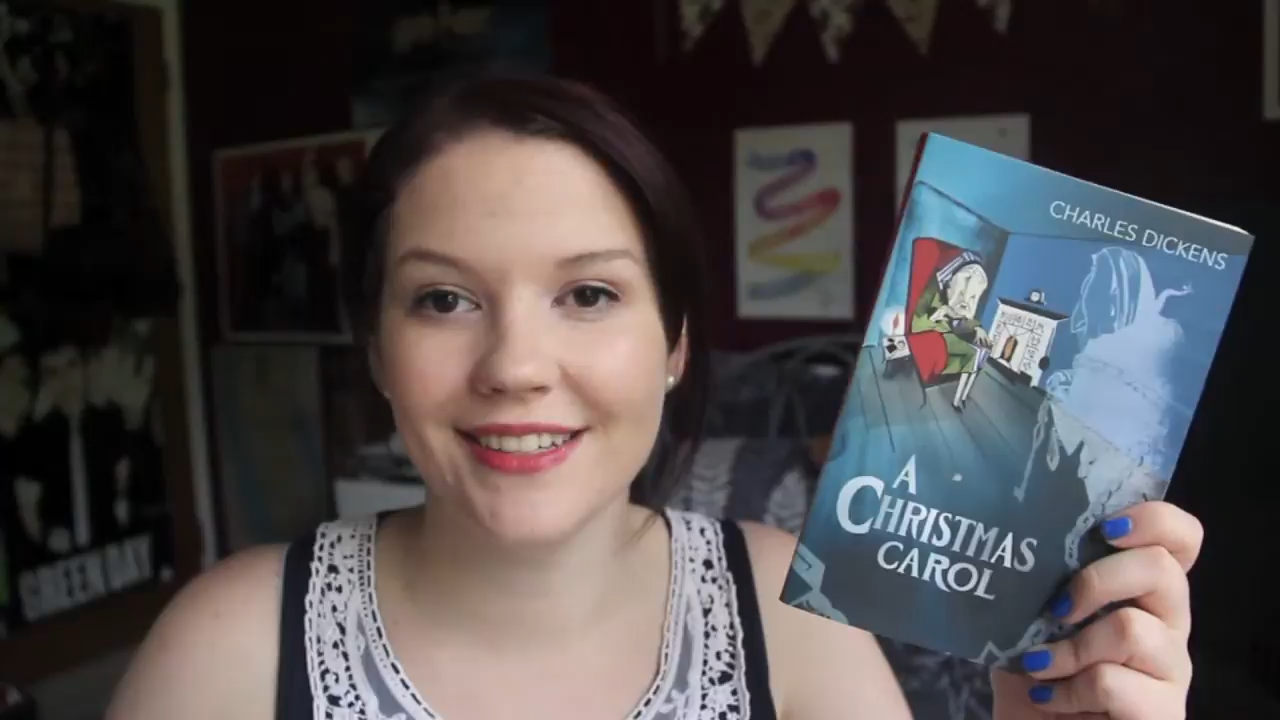 CHARLES DICKENS
A
CHRISTMAS
CAROL
GREEN DAY